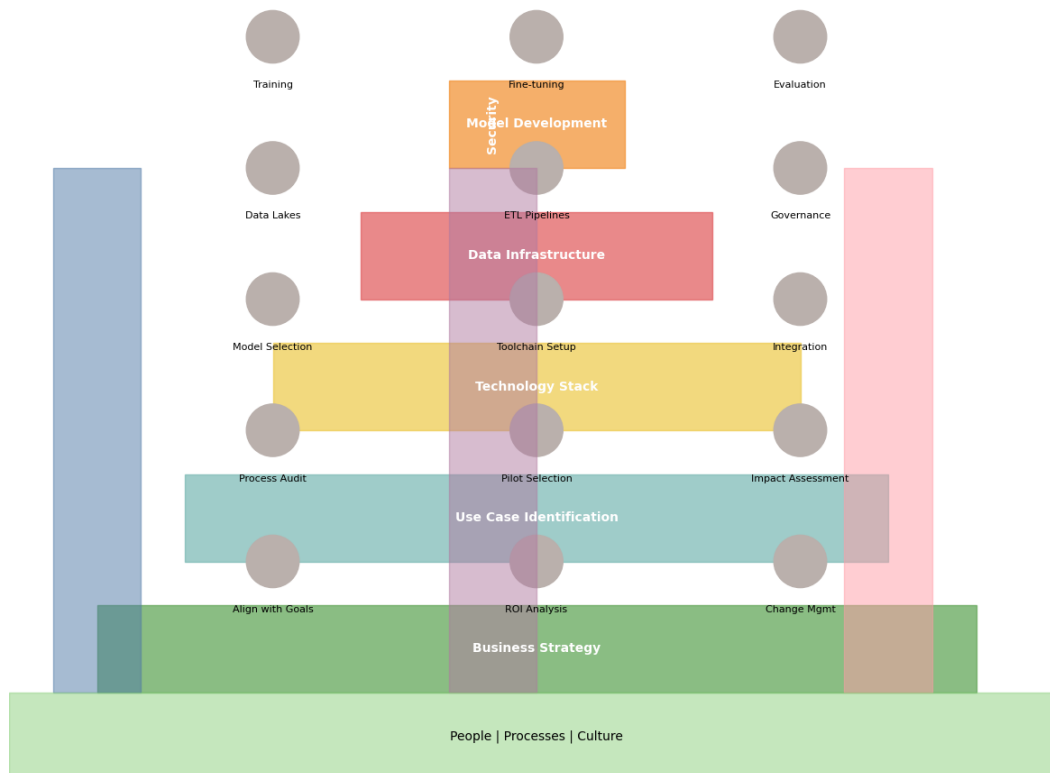 Training
Fine-tuning
Evaluation
Security
Model Development
Data Lakes
ETL Pipelines
Governance
Data Infrastructure
Model Selection
Toolchain Setup
Integration
Technology Stack
Process Audit
Pilot Selection
Impact Assessment
Use Case Identification
Align with Goals
ROI Analysis
Change Mgmt
Business Strategy
People | Processes | Culture